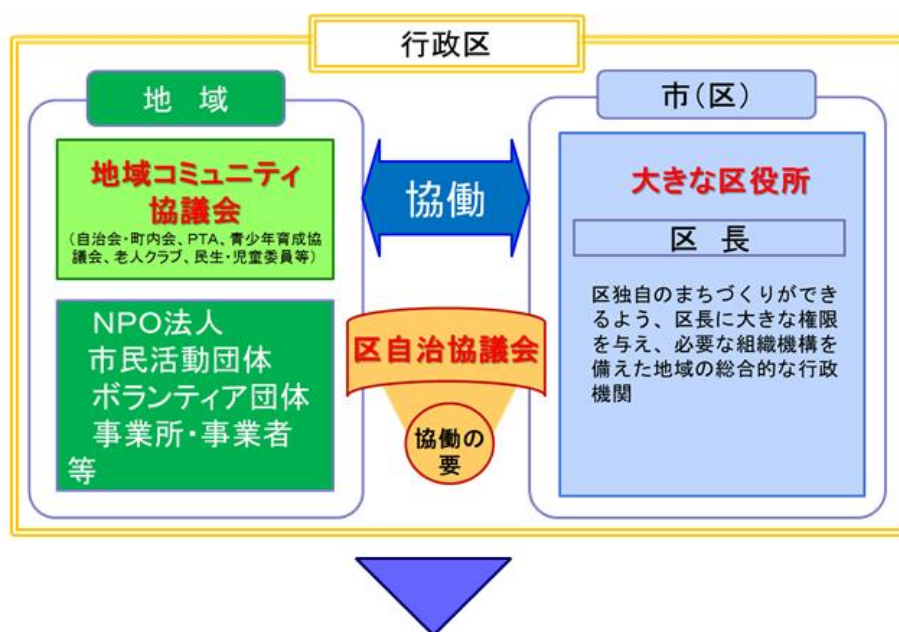 行政区
地　域
地域コミュニティ
協議会
（自治会・町内会、PTA、青少年育成協
議会、老人クラブ、民生・児童委員等）
NPO法人
市民活動団体
ボランティア団体
事業所・事業者
等
協働
区自治協議会
協働の
要
市（区）
大きな区役所
区　長
区独自のまちづくりができ
るよう、区長に大きな権限
を与え、必要な組織機構を
備えた地域の総合的な行政
機関